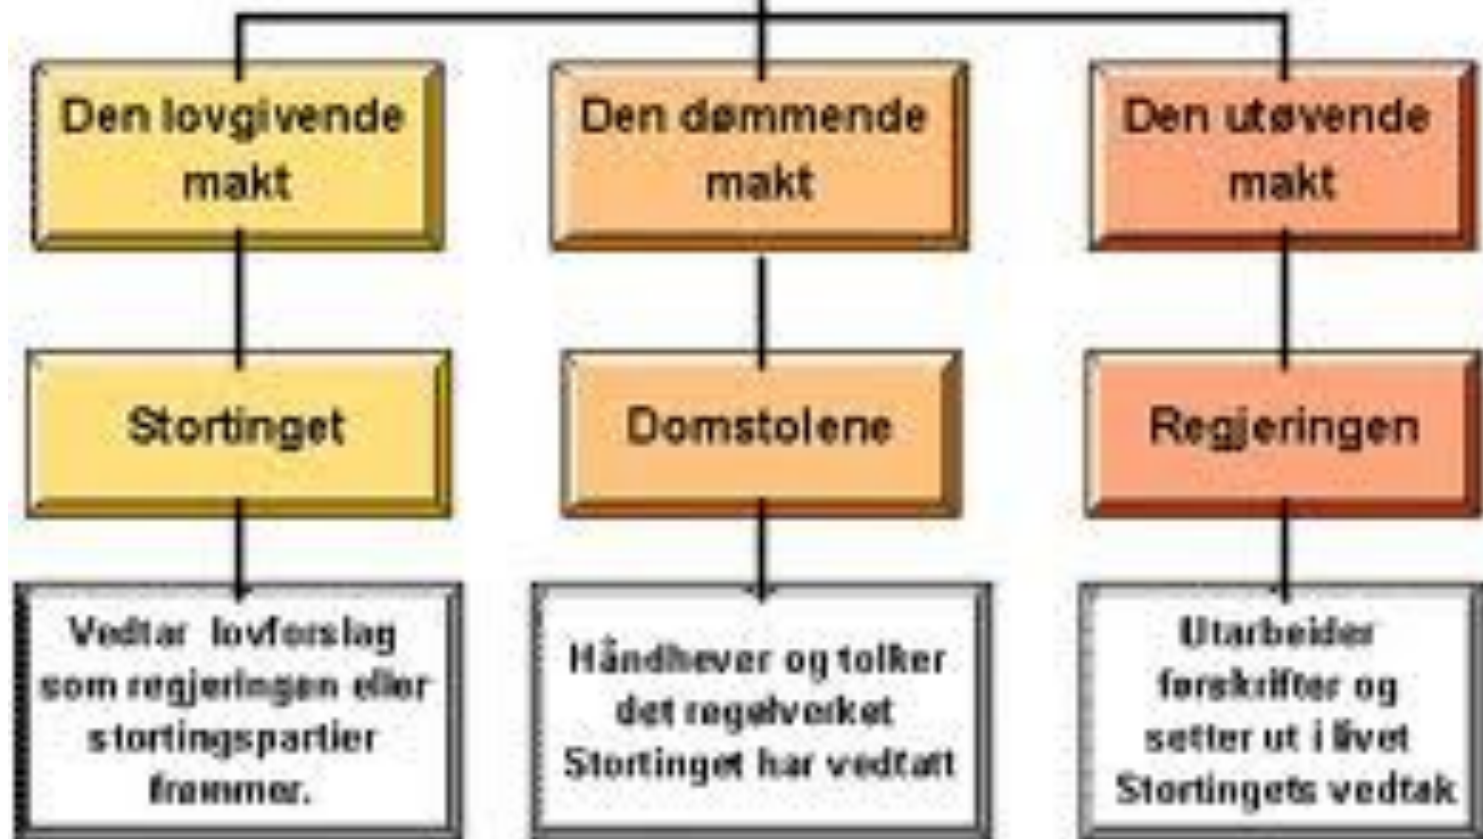 Den lovgivende
makt
Den dømmende
makt
Den utøvende
makt
Stortinget
Domstolene
Regjeringen
Vedtar lovforslag
som regjeringen eller
stortingspartier
fremmer.
Håndhever og tolker
det regelverket
Stortinget har vedtatt
Utarbeider
forskrifter og
setter ut i livet
Stortingets vedtak